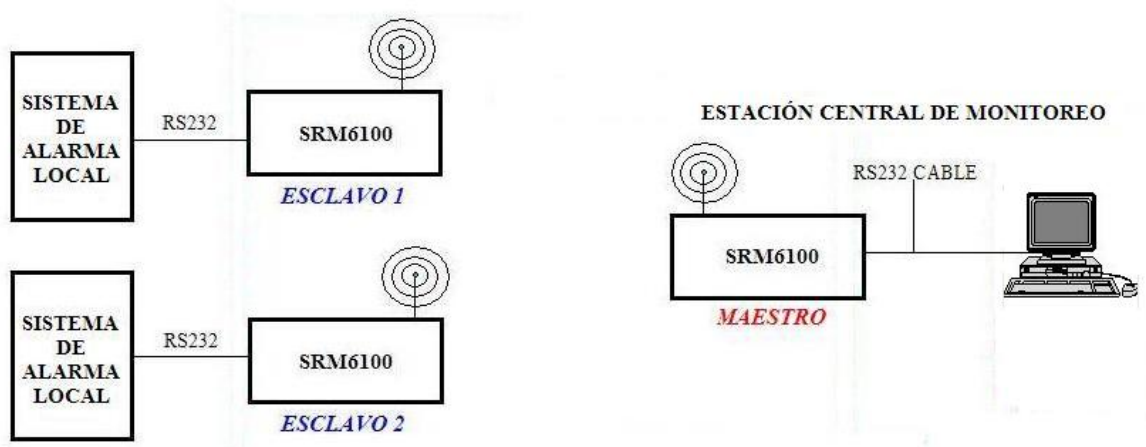 SISTEMA
DE
ALARMA
LOCAL
RS232
SRM6100
ESCLAVO 1
SISTEMA
DE
ALARMA
LOCAL
RS232
SRM6100
ESCLAVO 2
ESTACIÓN CENTRAL DE MONITOREO
RS232 CABLE
SRM6100
MAESTRO